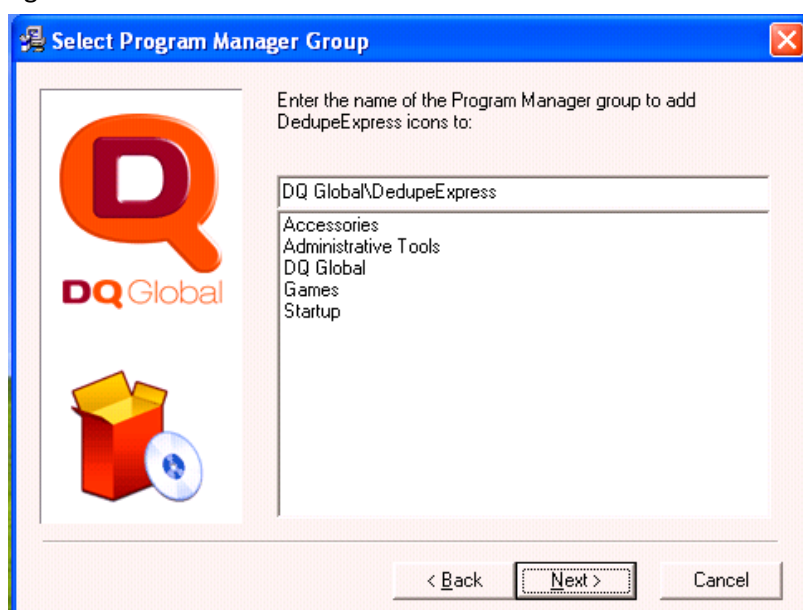 Select Program Manager Group
Enter the name of the Program Manager group to add
DedupeExpress icons to:
DQ Global\DedupeExpress
Accessories
Administrative Tools
DQ Global
Games
Startup
DQ Global
< Back
Next >
Cancel